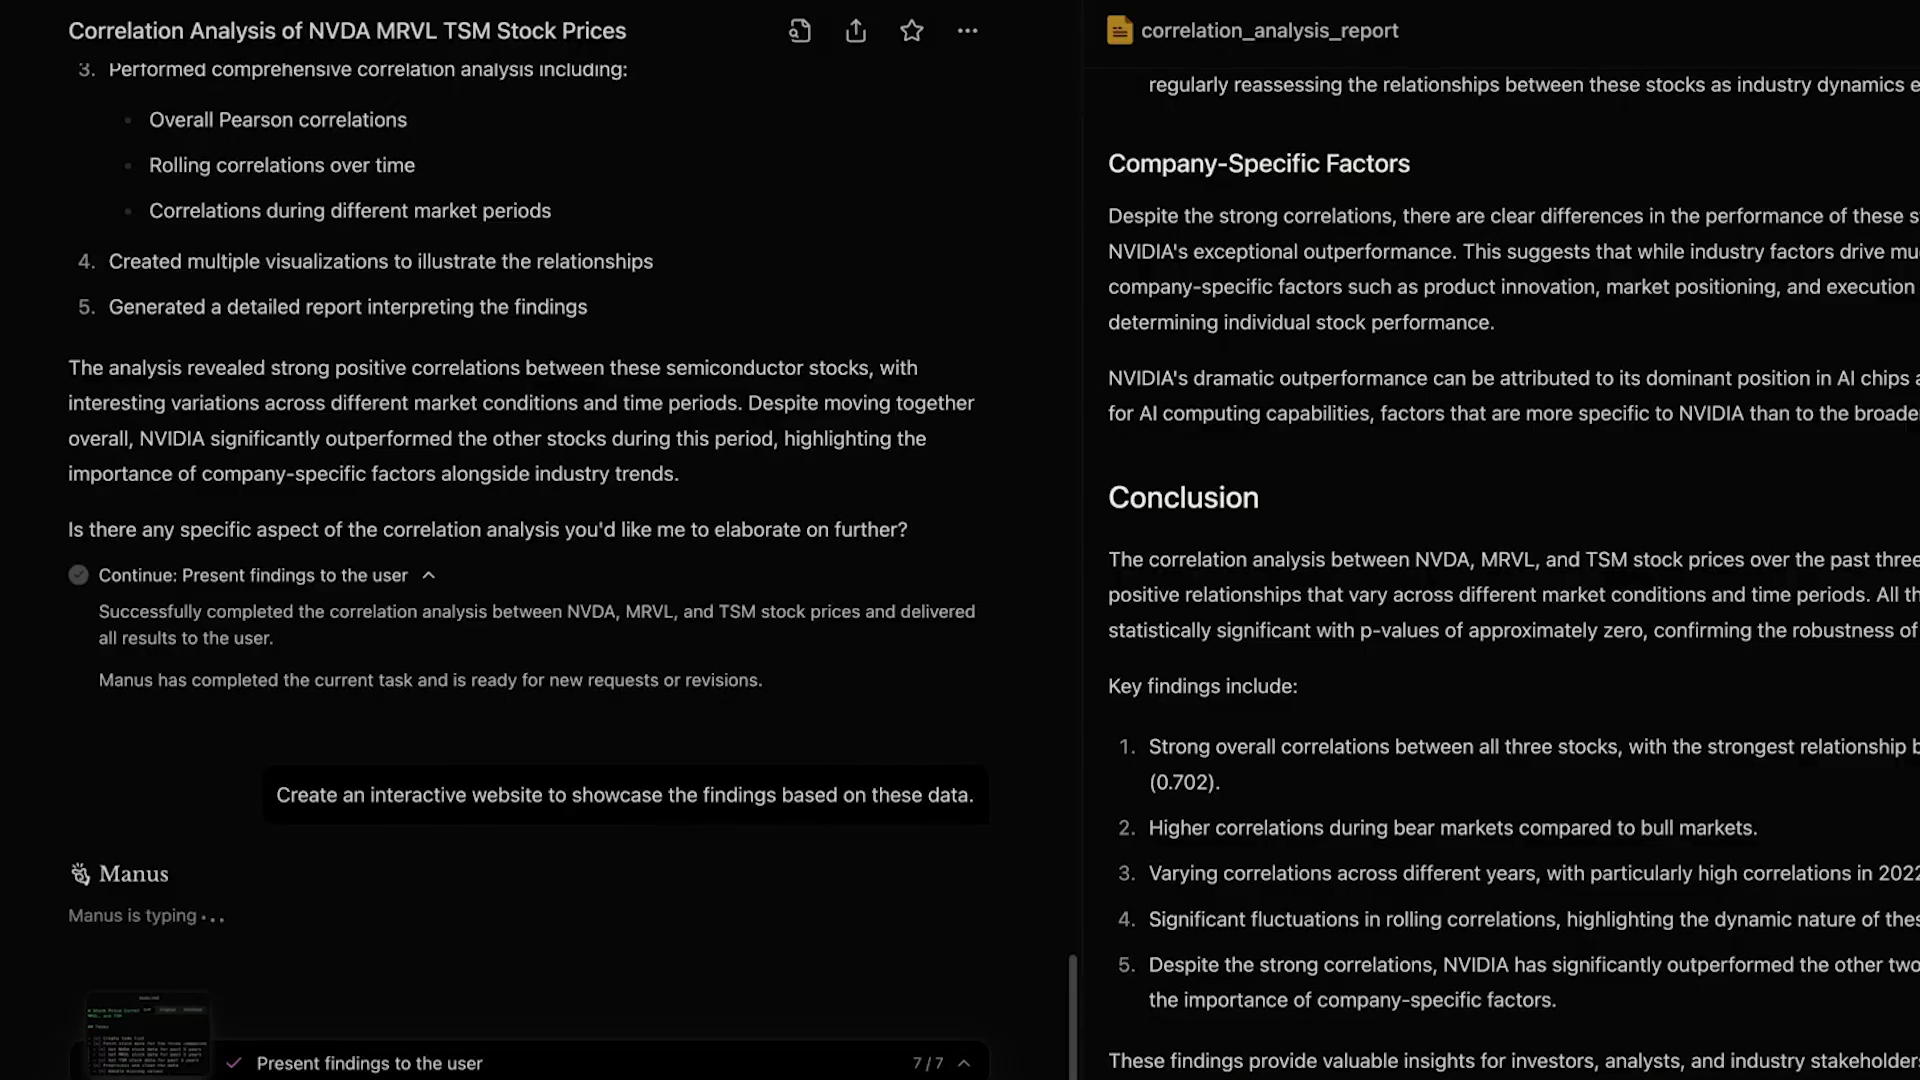 Correlation Analysis of NVDA MRVL TSM Stock Prices
3. Performed comprehensive correlation analysis including:
Overall Pearson correlations
Rolling correlations over time
Correlations during different market periods
4. Created multiple visualizations to illustrate the relationships
5. Generated a detailed report interpreting the findings
The analysis revealed strong positive correlations between these semiconductor stocks, with
interesting variations across different market conditions and time periods. Despite moving together
overall, NVIDIA significantly outperformed the other stocks during this period, highlighting the
importance of company-specific factors alongside industry trends.
Is there any specific aspect of the correlation analysis you'd like me to elaborate on further?
Continue: Present findings to the user
Successfully completed the correlation analysis between NVDA, MRVL, and TSM stock prices and delivered
all results to the user.
Manus has completed the current task and is ready for new requests or revisions.
Create an interactive website to showcase the findings based on these data.
Manus
Manus is typing...
Present findings to the user
7/7
correlation_analysis_report
regularly reassessing the relationships between these stocks as industry dynamics e
Company-Specific Factors
Despite the strong correlations, there are clear differences in the performance of these s
NVIDIA's exceptional outperformance. This suggests that while industry factors drive mu
company-specific factors such as product innovation, market positioning, and execution
determining individual stock performance.
NVIDIA's dramatic outperformance can be attributed to its dominant position in AI chips a
for AI computing capabilities, factors that are more specific to NVIDIA than to the broade
Conclusion
The correlation analysis between NVDA, MRVL, and TSM stock prices over the past three
positive relationships that vary across different market conditions and time periods. All th
statistically significant with p-values of approximately zero, confirming the robustness of
Key findings include:
1. Strong overall correlations between all three stocks, with the strongest relationship b
(0.702).
2. Higher correlations during bear markets compared to bull markets.
3. Varying correlations across different years, with particularly high correlations in 2022
4. Significant fluctuations in rolling correlations, highlighting the dynamic nature of thes
5. Despite the strong correlations, NVIDIA has significantly outperformed the other two
the importance of company-specific factors.
These findings provide valuable insights for investors, analysts, and industry stakeholder